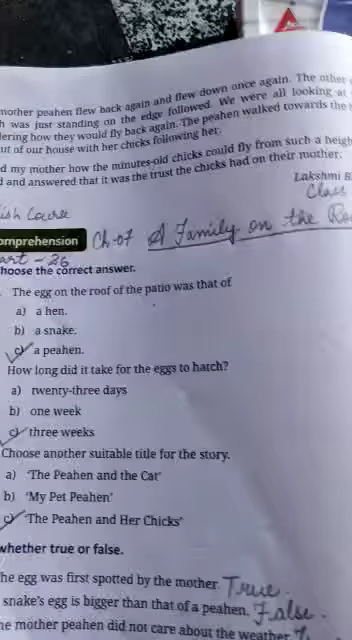 mother peahen flew back again and flew down once again. The other
was just standing on the edge followed. We were all looking at
ering how they would fly back again. The peahen walked towards the
ut of our house with her chicks following her.
d my mother how the minutes-old chicks could fly from such a heigh
and answered that it was the trust the chicks had on their mother.
Lakshmi
Class
omprehension Ch-07 A Family on the
art - 26
hoose the correct answer.
The egg on the roof of the patio was that of
a) a hen.
b) a snake.
c) a peahen.
How long did it take for the eggs to hatch?
a) twenty-three days
b) one week
c) three weeks
Choose another suitable title for the story.
a) 'The Peahen and the Cat'
b) 'My Pet Peahen'
c) 'The Peahen and Her Chicks'
whether true or false.
he egg was first spotted by the mother. True.
snake's egg is bigger than that of a peahen. False.
he mother peahen did not care about the weather